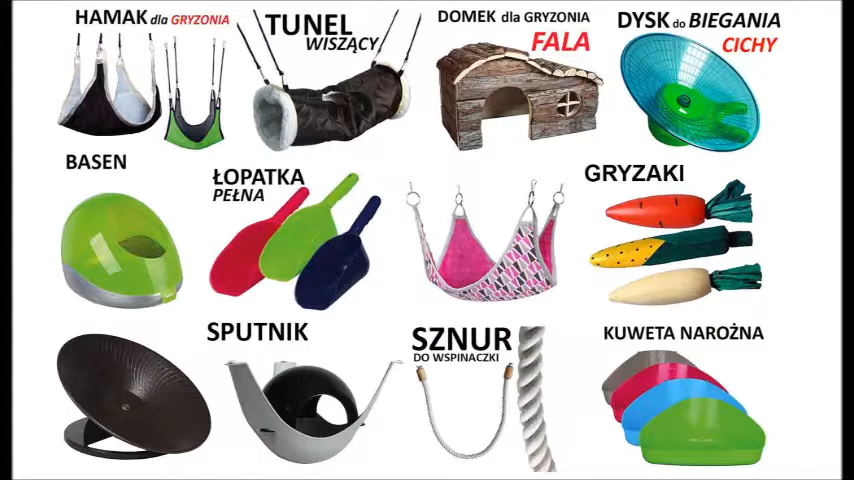 HAMAK dla GRYZONIA
TUNEL
WISZĄCY
DOMEK dla GRYZONIA
FALA
DYSK do BIEGANIA
CICHY
BASEN
ŁOPATKA
PEŁNA
GRYZAKI
SPUTNIK
SZNUR
DO WSPINACZKI
KUWETA NAROŻNA